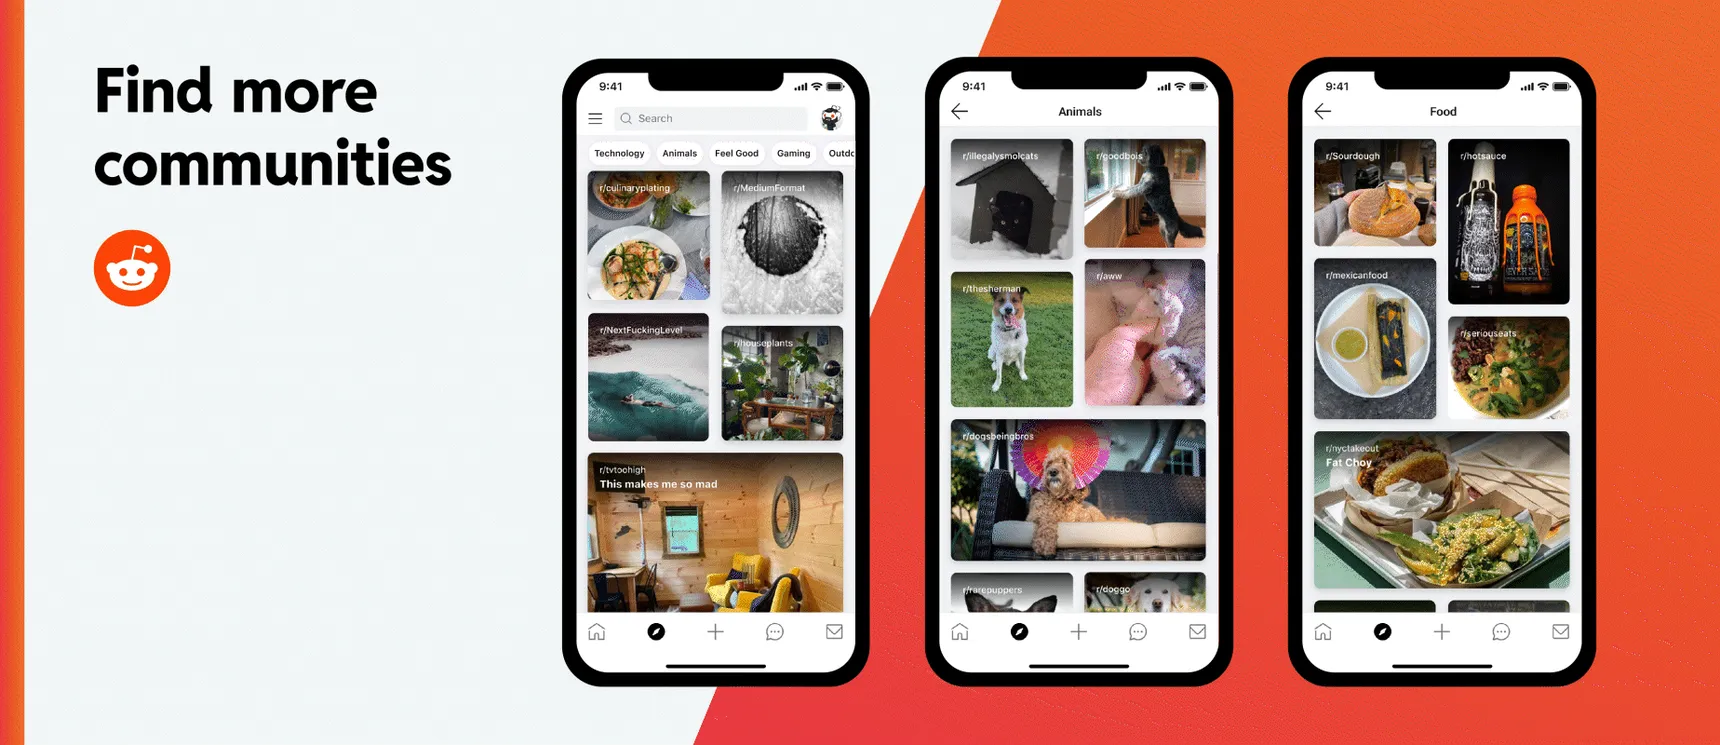 Find more
communities
9:41
Search
Technology Animals Feel Good Gaming Outdo
r/culinaryplating
r/MediumFormat
r/NextFuckingLevel
r/houseplants
r/tvtoohigh
This makes me so mad
9:41
Animals
r/illegalysmolcats
r/goodbois
r/thesherman
r/aww
r/dogsbeingbros
r/rarepuppers
r/doggo
9:41
Food
r/Sourdough
r/hotsauce
r/mexicanfood
r/seriouseats
r/nyctakeout
Fat Choy